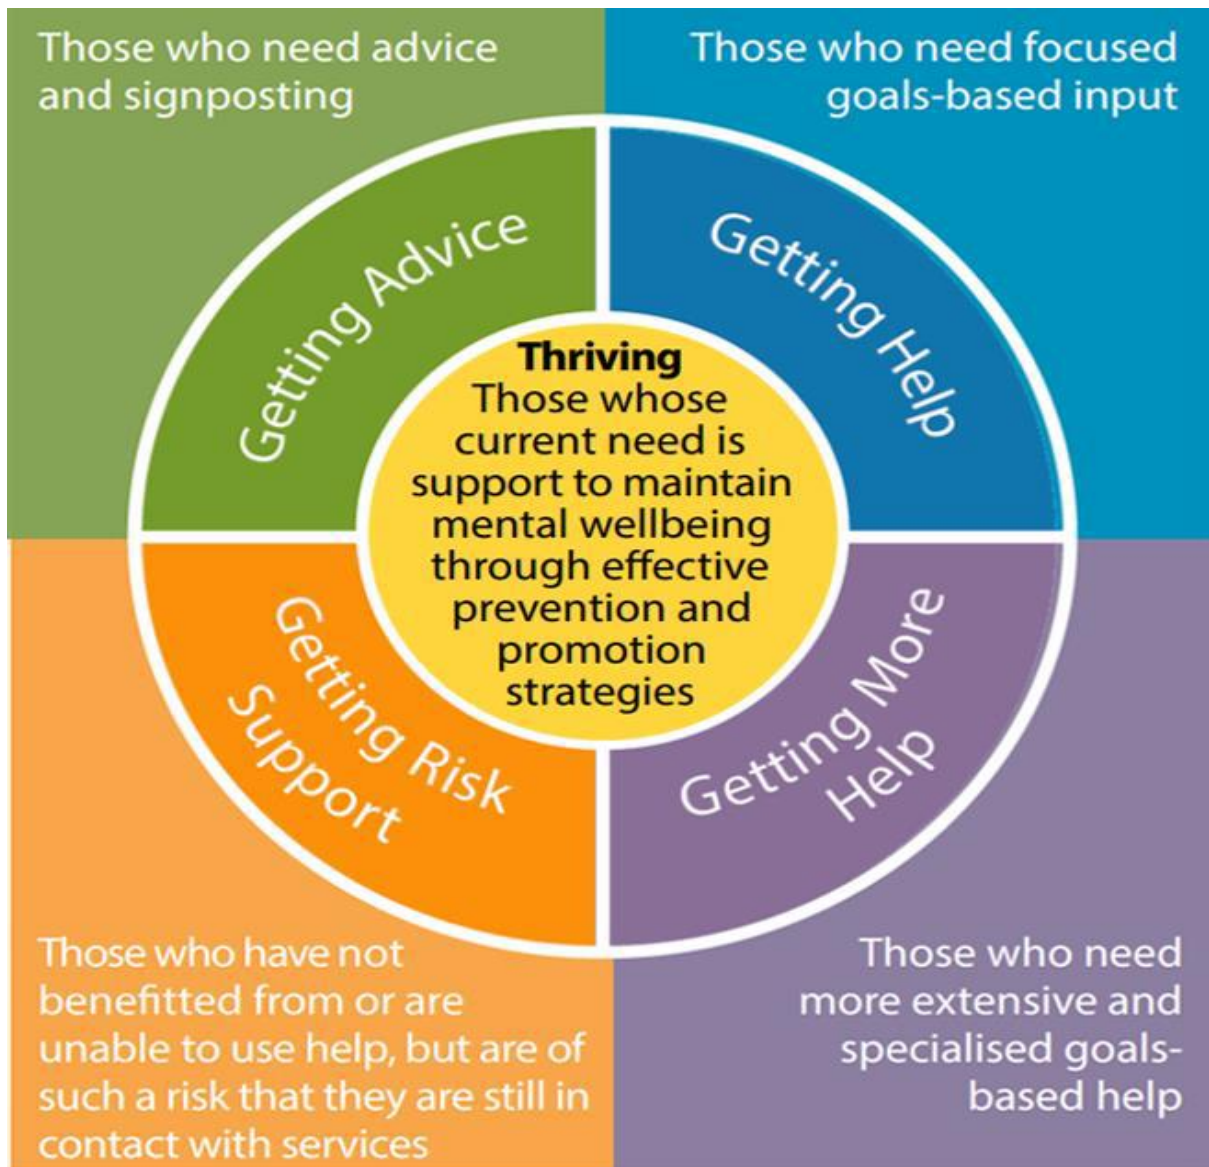 Those who need advice
and signposting
Those who need focused
goals-based input
Getting Advice
Getting Help
Thriving
Those whose
current need is
support to maintain
mental wellbeing
through effective
prevention and
promotion
strategies
Getting Risk
Support
Getting More
Help
Those who have not
benefitted from or are
unable to use help, but are of
such a risk that they are still in
contact with services
Those who need
more extensive and
specialised goals-
based help